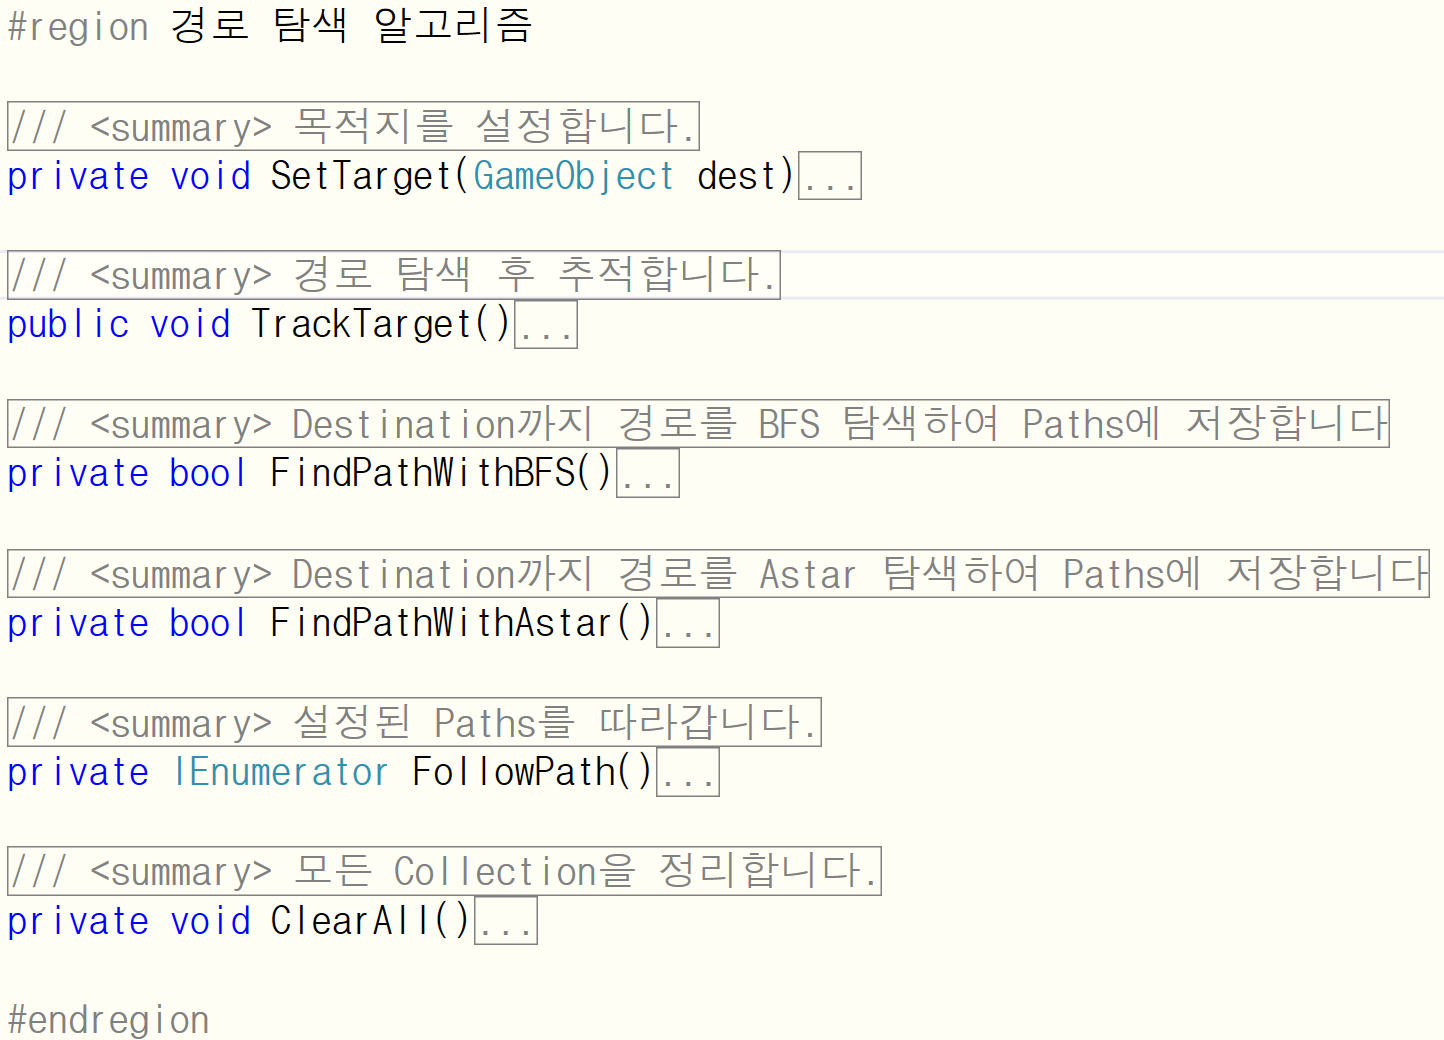 #region 경로 탐색 알고리즘
/// <summary> 목적지를 설정합니다.
private void SetTarget(GameObject dest)...
/// <summary> 경로 탐색 후 추적합니다.
public void TrackTarget()...
/// <summary> Destination까지 경로를 BFS 탐색하여 Paths에 저장합니다
private bool FindPathWithBFS()...
/// <summary> Destination까지 경로를 Astar 탐색하여 Paths에 저장합니다
private bool FindPathWithAstar()...
/// <summary> 설정된 Paths를 따라갑니다.
private IEnumerator FollowPath()...
/// <summary> 모든 Collection을 정리합니다.
private void ClearAll()...
#endregion